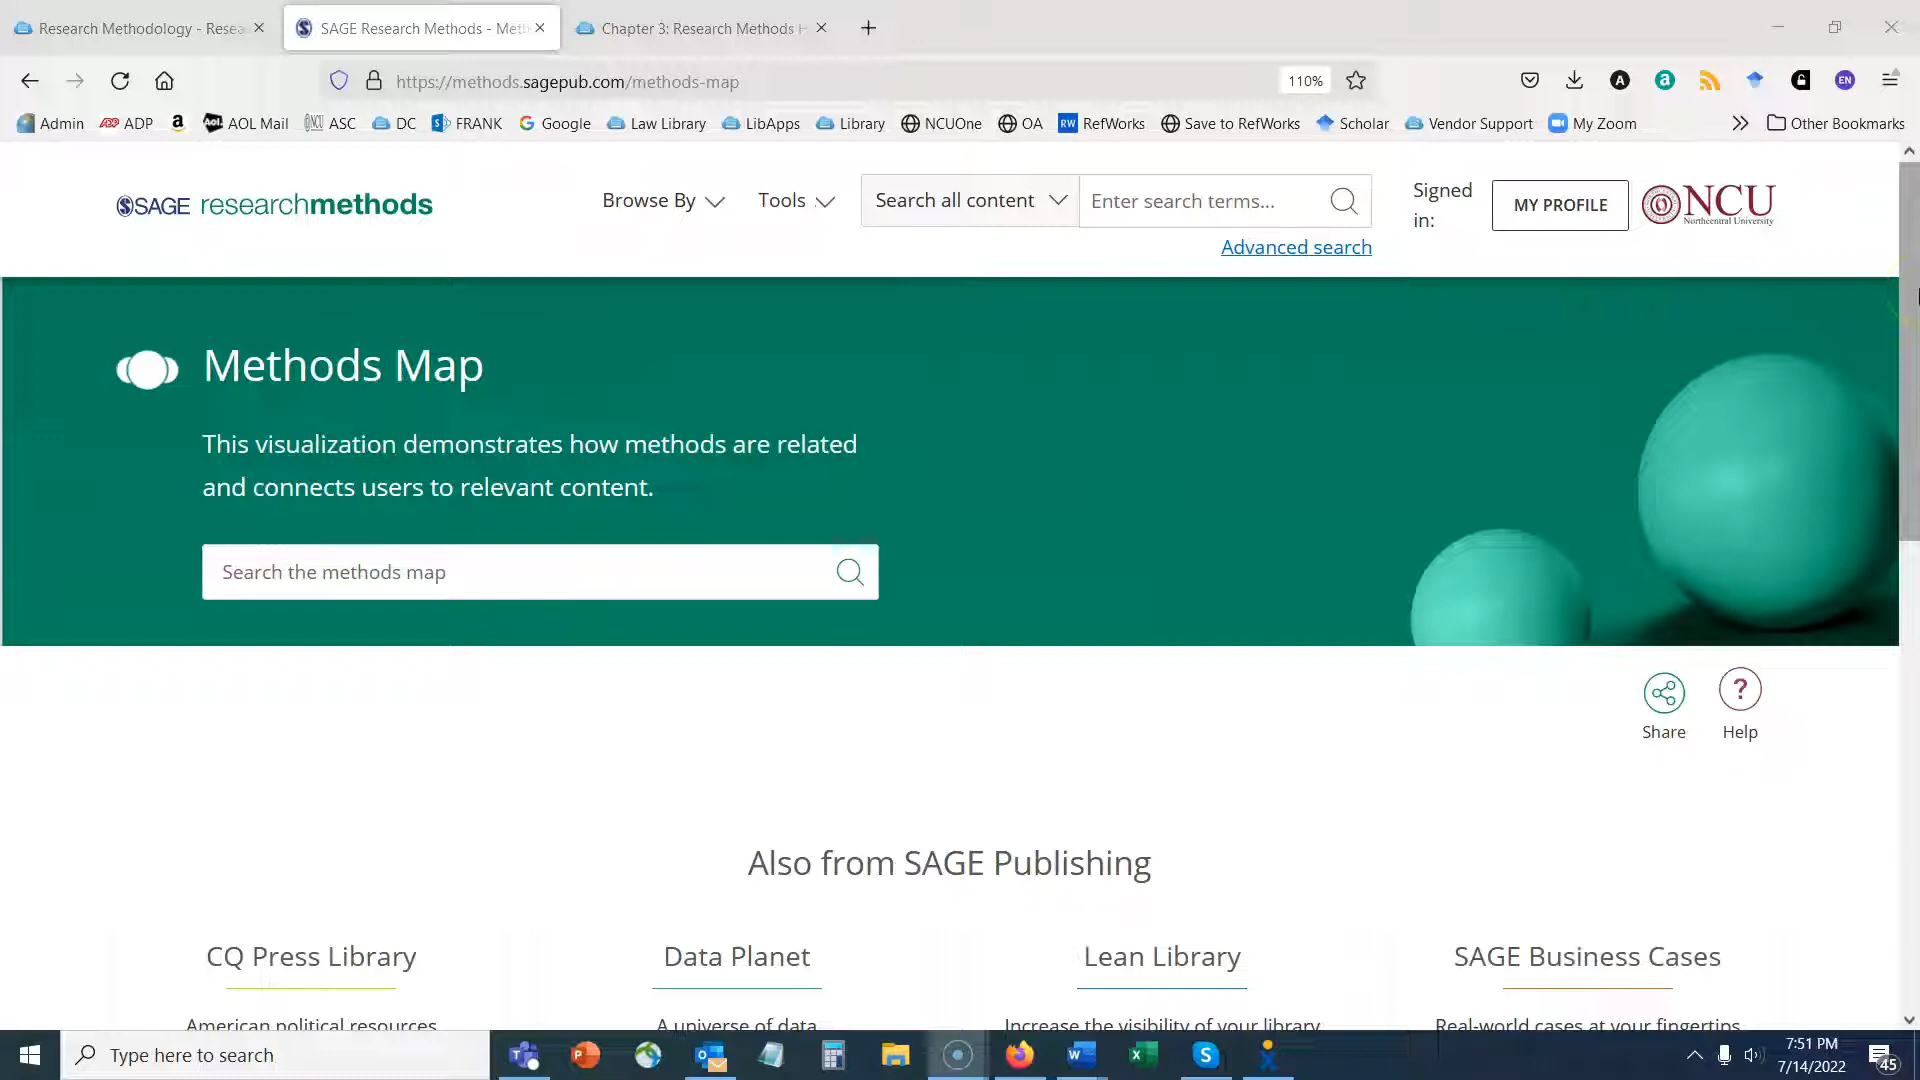 Research Methodology - Resea
SAGE Research Methods - Meth
Chapter 3: Research Methods H
https://methods.sagepub.com/methods-map
110%
A
a
EN
Admin
ADP
a
Aol.
AOL Mail
NCU
ASC
DC
S
FRANK
G
Google
Law Library
LibApps
Library
NCUOne
OA
RW
RefWorks
Save to RefWorks
Scholar
Vendor Support
My Zoom
Other Bookmarks
SAGE researchmethods
Browse By
Tools
Search all content
Enter search terms...
Advanced search
Signed
in:
MY PROFILE
NCU
Northcentral University
Methods Map
This visualization demonstrates how methods are related
and connects users to relevant content.
Search the methods map
?
Share
Help
Also from SAGE Publishing
CQ Press Library
Data Planet
Lean Library
SAGE Business Cases
American political resources
A universe of data
Increase the visibility of your library
Real-world cases at your fingertips
Type here to search
7:51 PM
7/14/2022
45